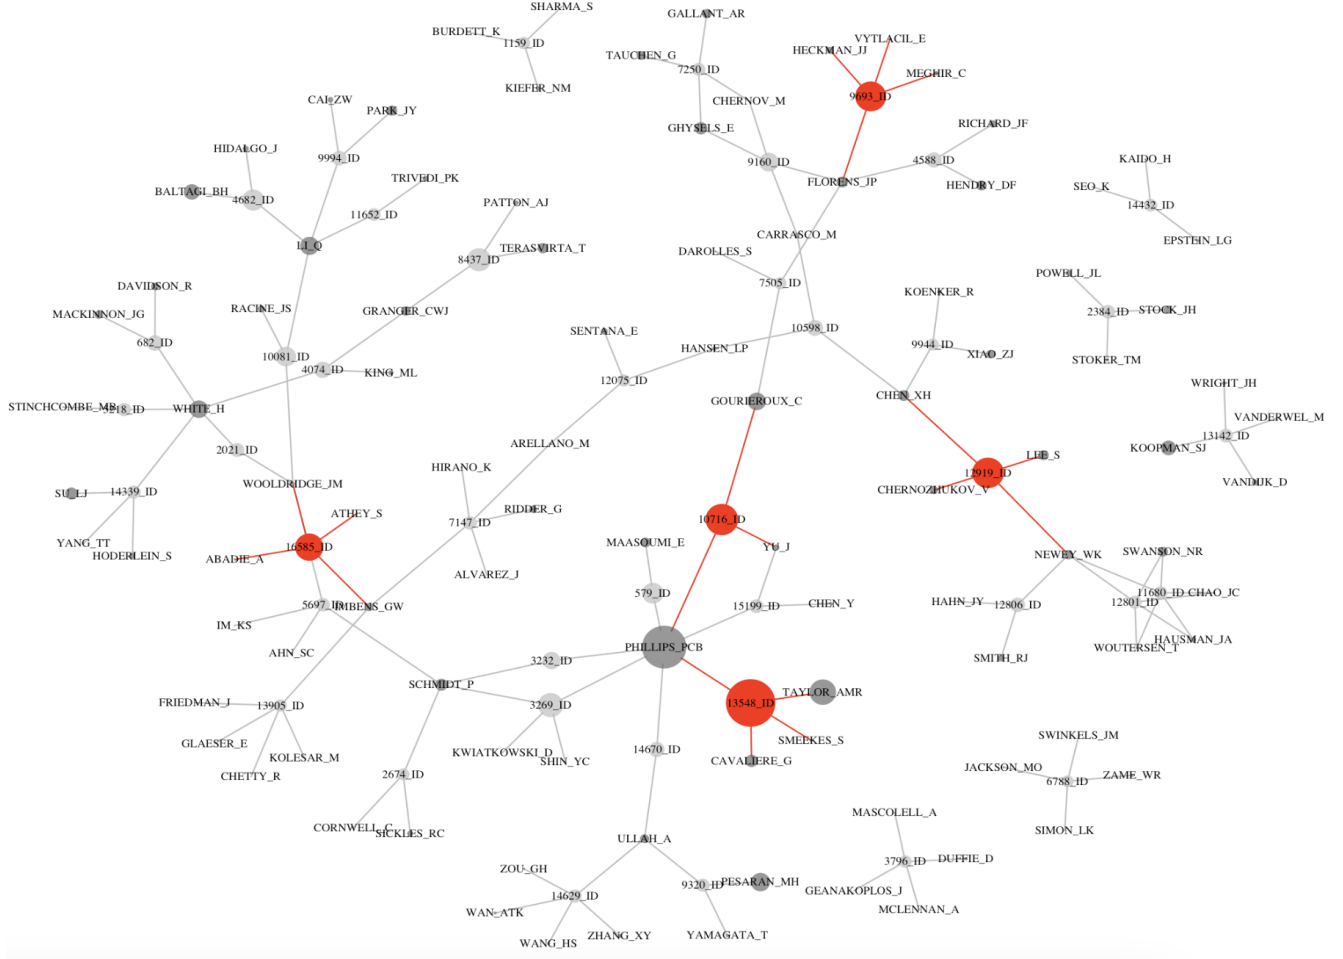 SHARMA_S
GALLANT_AR
BURDETT_K
1159_ID
VYTLACIL_E
HECKMAN_JJ
TAUCHEN_G
7250_ID
MEGHIR_C
KIEFER_NM
9693_ID
CAI_ZW
CHERNOV_M
PARK_JY
GHYSELS_E
RICHARD_JF
HIDALGO_J
9994_ID
9160_ID
4588_ID
KAIDO_H
TRIVEDI_PK
FLORENS_JP
HENDRY_DF
SEO_K
BALTAGI_BH
4682_ID
PATTON_AJ
14432_ID
11652_ID
CARRASCO_M
EPSTEIN_LG
LI_Q
TERASVIRTA_T
DAROLLES_S
8437_ID
POWELL_JL
7505_ID
DAVIDSON_R
KOENKER_R
MACKINNON_JG
RACINE_JS
GRANGER_CWJ
2384_ID
STOCK_JH
SENTANA_E
10598_ID
682_ID
HANSEN_LP
9944_ID
XIAO_ZJ
10081_ID
STOKER_TM
4074_ID
KING_ML
12075_ID
WRIGHT_JH
CHEN_XH
GOURIEROUX_C
STINCHCOMBE_MB
5218_ID
WHITE_H
VANDERWEL_M
13142_ID
ARELLANO_M
KOOPMAN_SJ
2021_ID
LEE_S
HIRANO_K
12919_ID
WOOLDRIDGE_JM
VANDIJK_D
CHERNOZHUKOV_V
SU_LJ
14339_ID
RIDDER_G
ATHEY_S
7147_ID
10716_ID
YANG_TT
MAASOUMI_E
YU_J
16585_ID
HODERLEIN_S
ABADIE_A
NEWEY_WK
SWANSON_NR
ALVAREZ_J
579_ID
11680_ID
CHAO_JC
5697_ID
IMBENS_GW
15199_ID
CHEN_Y
HAHN_JY
12806_ID
12801_ID
IM_KS
HAUSMAN_JA
WOUTERSEN_T
PHILLIPS_PCB
AHN_SC
3232_ID
SMITH_RJ
SCHMIDT_P
TAYLOR_AMR
FRIEDMAN_J
13905_ID
3269_ID
13548_ID
SWINKELS_JM
GLAESER_E
SMEEKES_S
14670_ID
KWIATKOWSKI_D
KOLESAR_M
SHIN_YC
CAVALIERE_G
JACKSON_MO
CHETTY_R
2674_ID
ZAME_WR
6788_ID
MASCOLELL_A
CORNWELL_C
SICKLES_RC
SIMON_LK
ULLAH_A
3796_ID
DUFFIE_D
ZOU_GH
9320_ID
PESARAN_MH
GEANAKOPLOS_J
14629_ID
WAN_ATK
MCLENNAN_A
ZHANG_XY
YAMAGATA_T
WANG_HS